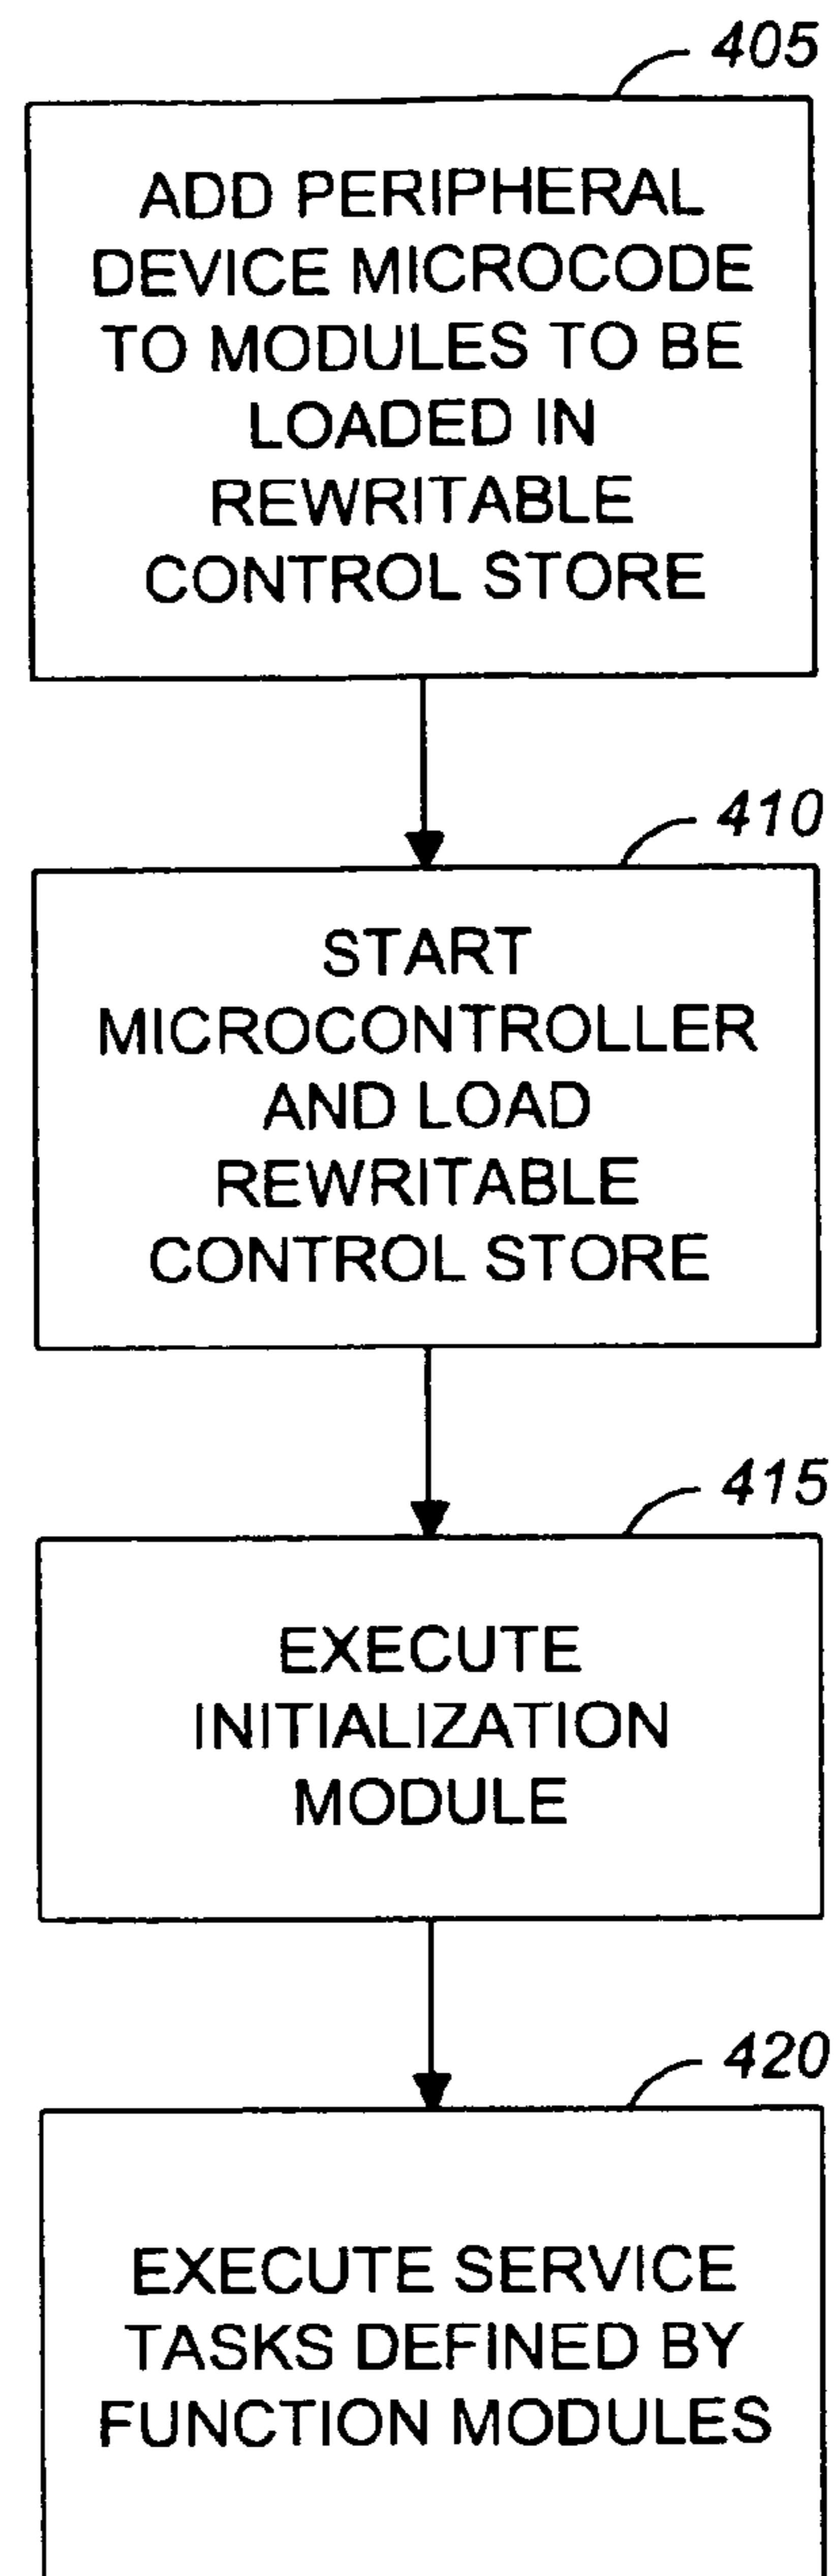 405
ADD PERIPHERAL
DEVICE MICROCODE
TO MODULES TO BE
LOADED IN
REWRITABLE
CONTROL STORE
410
START
MICROCONTROLLER
AND LOAD
REWRITABLE
CONTROL STORE
415
EXECUTE
INITIALIZATION
MODULE
420
EXECUTE SERVICE
TASKS DEFINED BY
FUNCTION MODULES